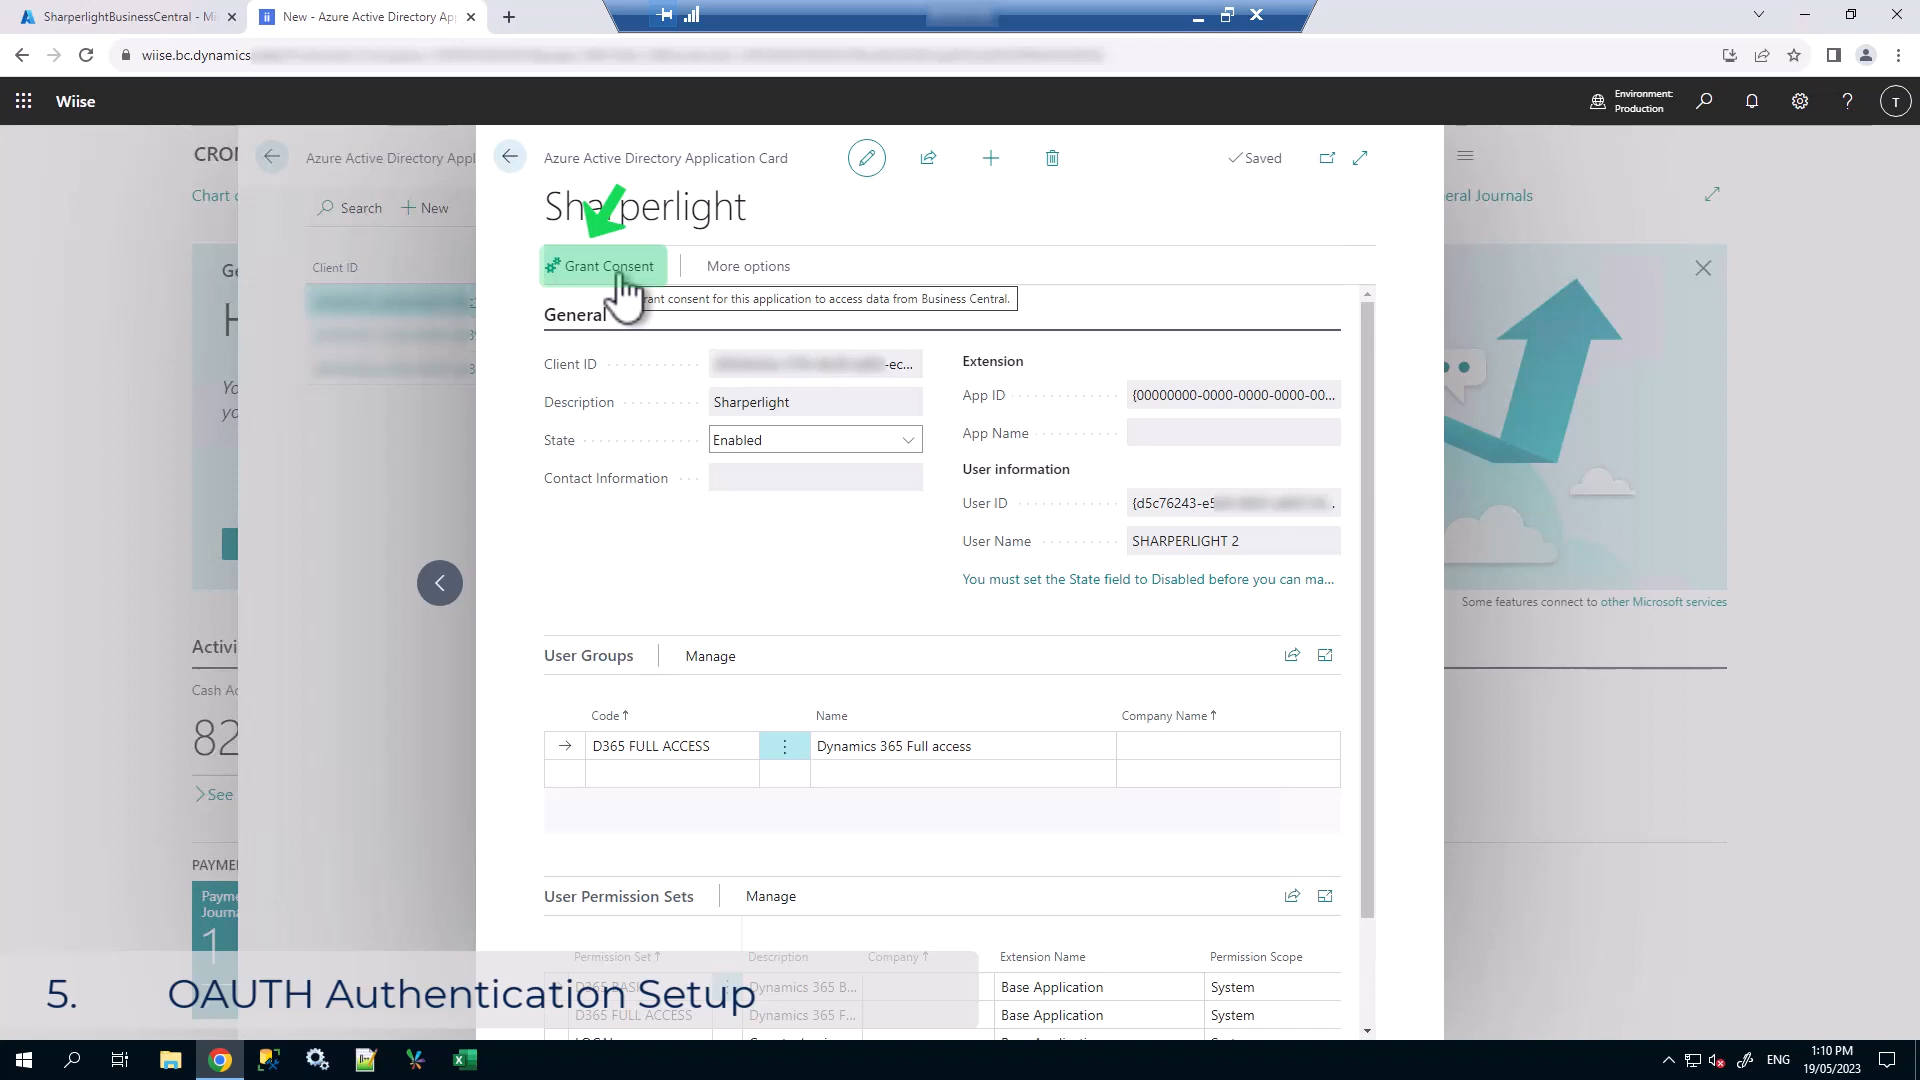 SharperlightBusinessCentral - Mi
New - Azure Active Directory Ap
wiise.bc.dynamics
Wiise
Environment:
Production
T
CRON
Chart
Azure Active Directory Appl
Search
New
Client ID
Azure Active Directory Application Card
Saved
Sharperlight
Grant Consent
More options
rant consent for this application to access data from Business Central.
General
Client ID
-ec...
Description
Sharperlight
State
Enabled
Contact Information
Extension
App ID
{00000000-0000-0000-0000-00...
App Name
User information
User ID
{d5c76243-e5
User Name
SHARPERLIGHT 2
You must set the State field to Disabled before you can ma...
eral Journals
Some features connect to other Microsoft services
Activi
Cash Ac
82
See
PAYMEN
Payme
Journa
1
User Groups
Manage
Code↑
Name
Company Name↑
D365 FULL ACCESS
Dynamics 365 Full access
User Permission Sets
Manage
Permission Set↑
Description
Company↑
Extension Name
Permission Scope
D365 BASI
Dynamics 365 B...
Base Application
System
D365 FULL ACCESS
Dynamics 365 F...
Base Application
System
5. OAUTH Authentication Setup
ENG
1:10 PM
19/05/2023